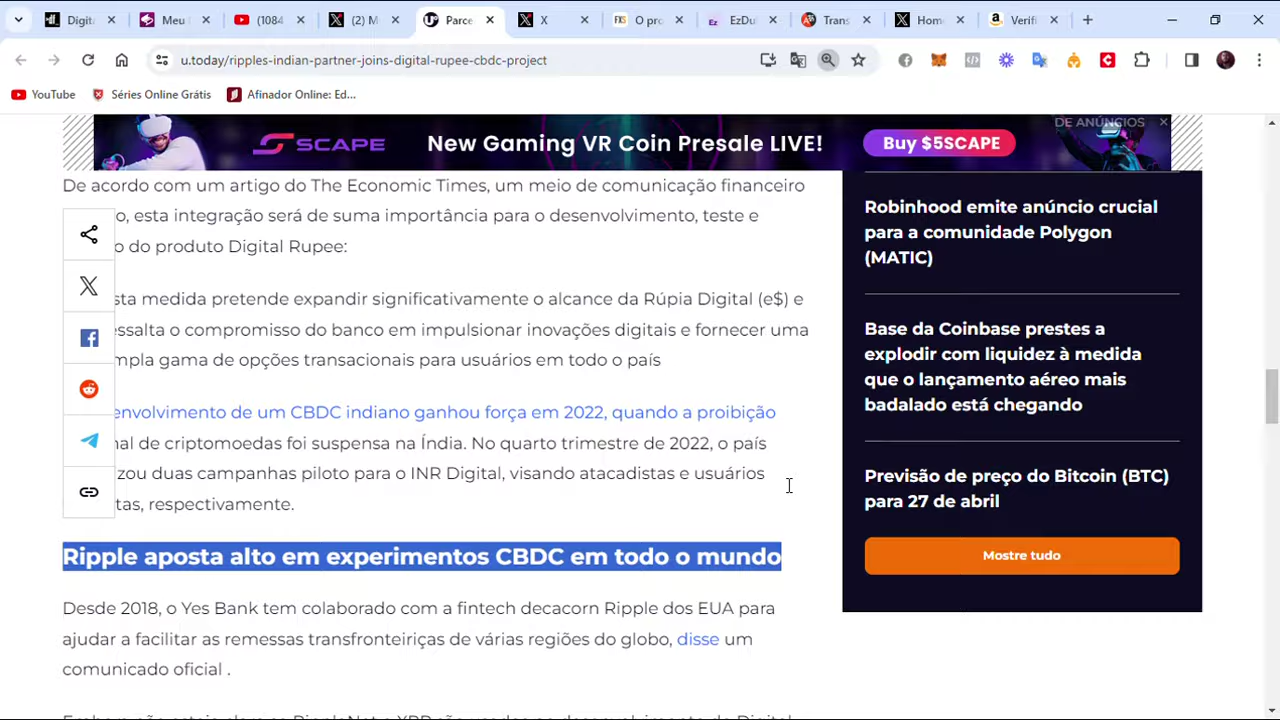 Digita
Meu I
(1084
(2) M
Parce
X
O pro
EzDu
Trans
Home
Verifi
u.today/ripples-indian-partner-joins-digital-rupee-cbdc-project
YouTube
Séries Online Grátis
Afinador Online: Ed...
DE ANÚNCIOS
SCAPE
New Gaming VR Coin Presale LIVE!
Buy $5SCAPE
De acordo com um artigo do The Economic Times, um meio de comunicação financeiro
o, esta integração será de suma importância para o desenvolvimento, teste e
o do produto Digital Rupee:
sta medida pretende expandir significativamente o alcance da Rúpia Digital (e$) e
essalta o compromisso do banco em impulsionar inovações digitais e fornecer uma
mpla gama de opções transacionais para usuários em todo o país
envolvimento de um CBDC indiano ganhou força em 2022, quando a proibição
nal de criptomoedas foi suspensa na Índia. No quarto trimestre de 2022, o país
zou duas campanhas piloto para o INR Digital, visando atacadistas e usuários
tas, respectivamente.
Ripple aposta alto em experimentos CBDC em todo o mundo
Desde 2018, o Yes Bank tem colaborado com a fintech decacorn Ripple dos EUA para
ajudar a facilitar as remessas transfronteiriças de várias regiões do globo, disse um
comunicado oficial .
Robinhood emite anúncio crucial
para a comunidade Polygon
(MATIC)
Base da Coinbase prestes a
explodir com liquidez à medida
que o lançamento aéreo mais
badalado está chegando
Previsão de preço do Bitcoin (BTC)
para 27 de abril
Mostre tudo